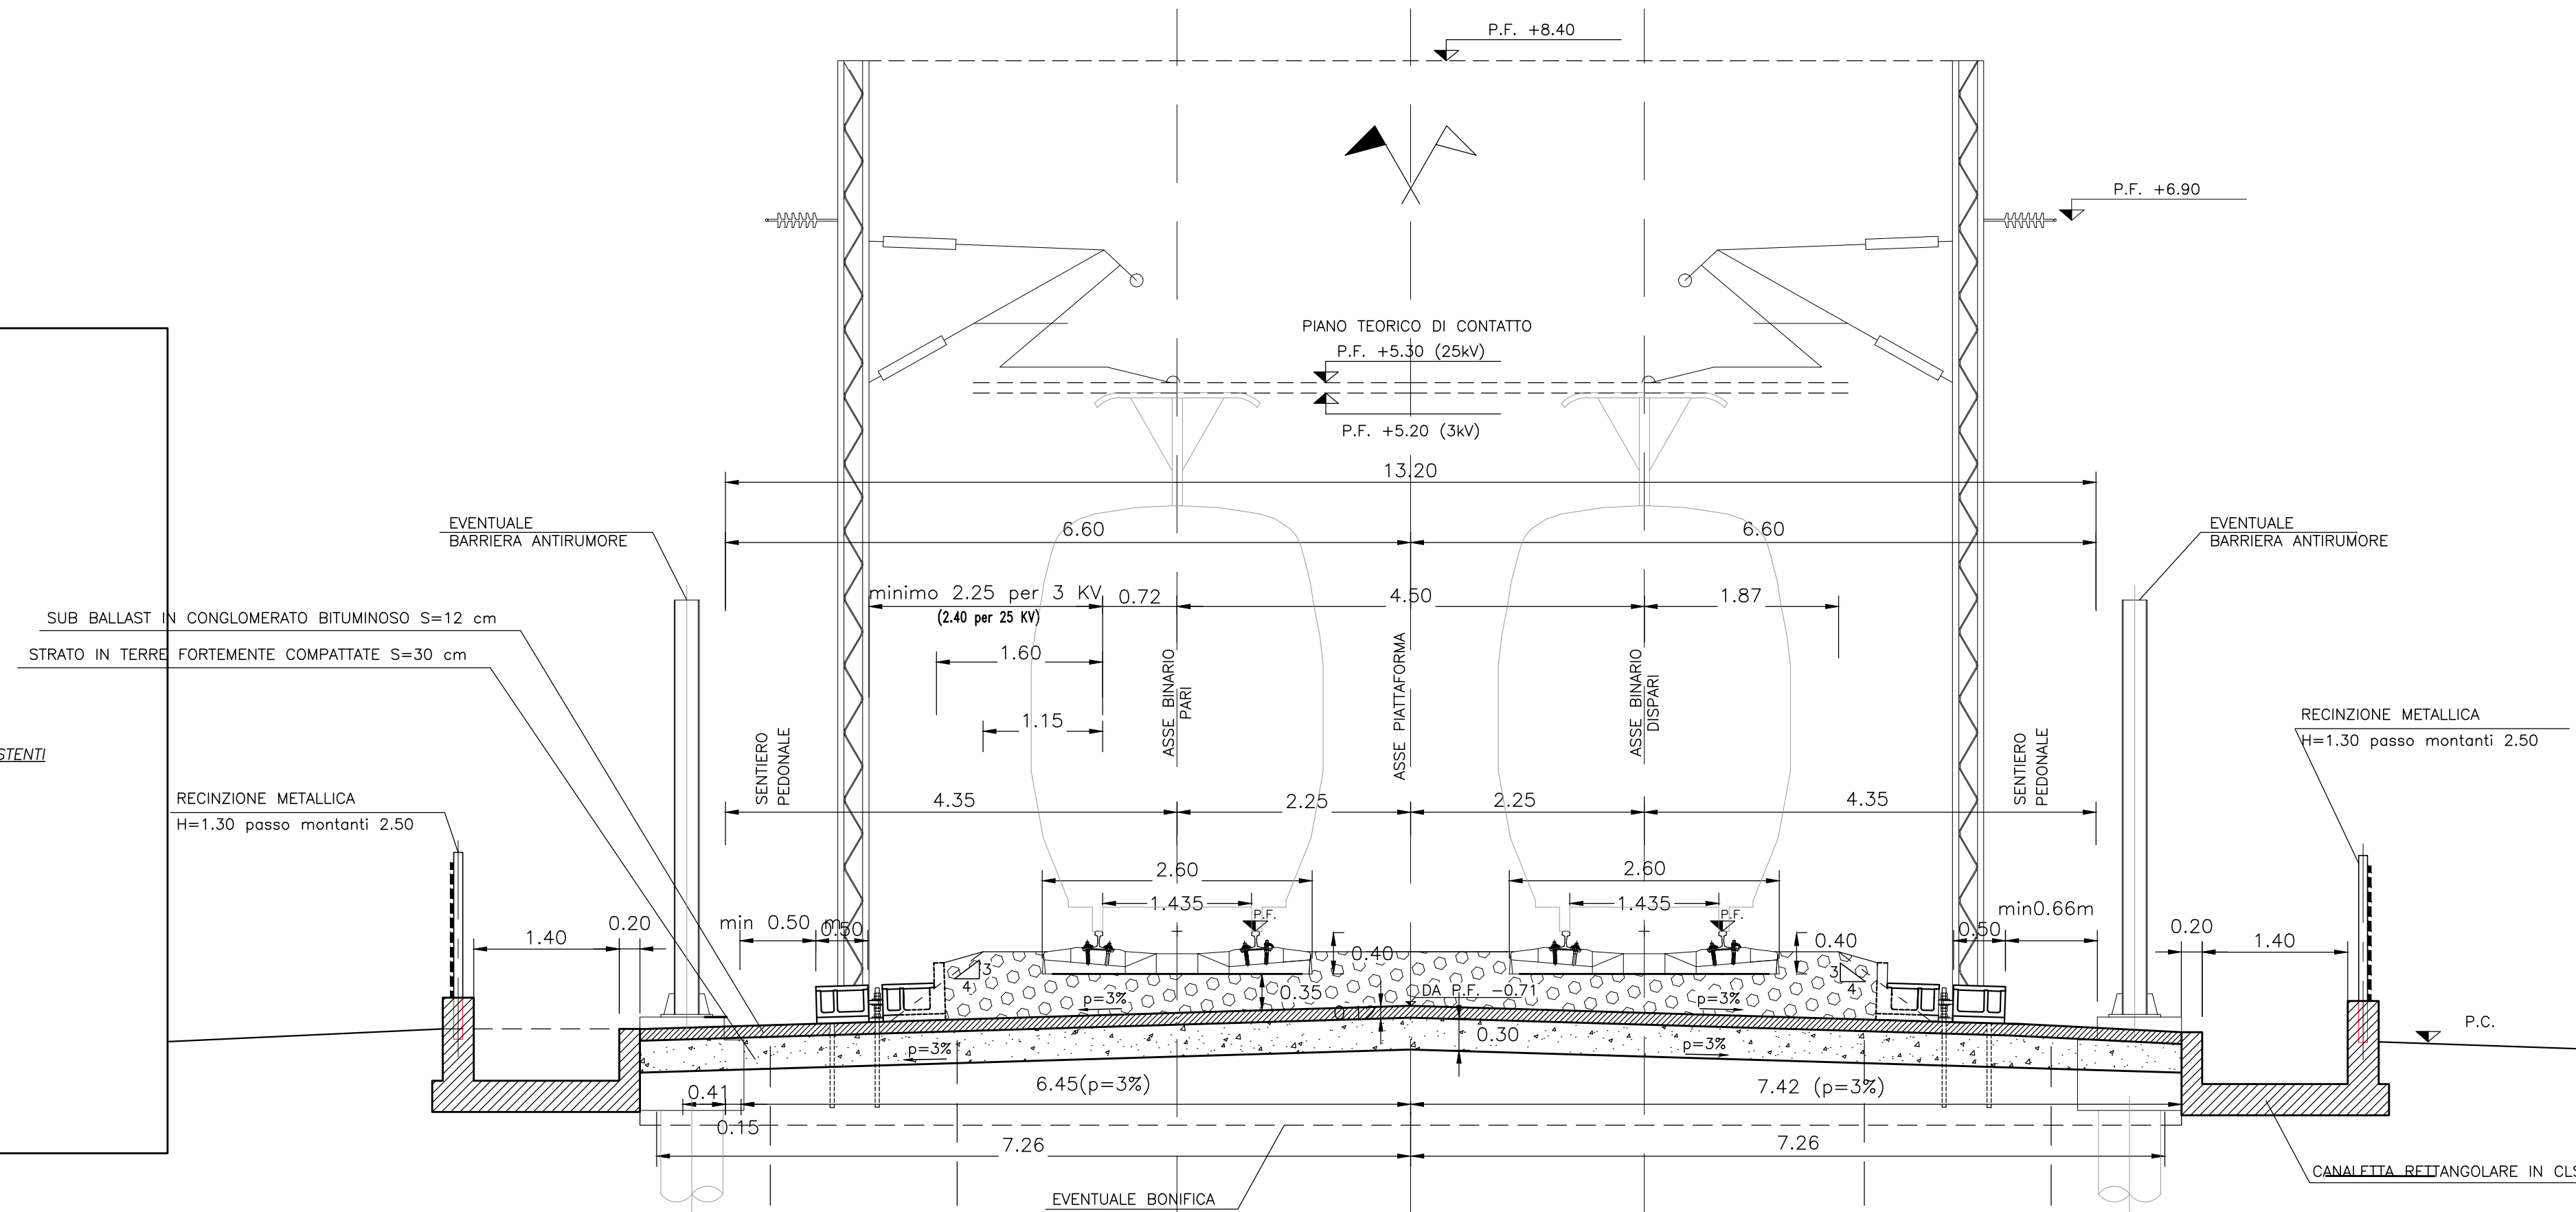 P.F. +8.40
P.F. +6.90
PIANO TEORICO DI CONTATTO
P.F. +5.30 (25kV)
P.F. +5.20 (3kV)
13.20
EVENTUALE
BARRIERA ANTIRUMORE
6.60
6.60
EVENTUALE
BARRIERA ANTIRUMORE
minimo 2.25 per 3 KV
(2.40 per 25 KV)
0.72
4.50
1.87
SUB BALLAST IN CONGLOMERATO BITUMINOSO S=12 cm
STRATO IN TERRE FORTEMENTE COMPATTATE S=30 cm
1.60
1.15
ASSE BINARIO
PARI
ASSE PIATTAFORMA
ASSE BINARIO
DISPARI
SENTIERO
PEDONALE
SENTIERO
PEDONALE
RECINZIONE METALLICA
H=1.30 passo montanti 2.50
STENTI
RECINZIONE METALLICA
H=1.30 passo montanti 2.50
4.35
2.25
2.25
4.35
2.60
2.60
1.435
1.435
P.F.
P.F.
min 0.50 m
0.50
0.20
1.40
min0.66m
0.50
0.20
1.40
3
4
0.40
0.40
3
4
0.35
DA P.F. -0.71
p=3%
p=3%
0.12
0.30
p=3%
p=3%
P.C.
6.45(p=3%)
7.42 (p=3%)
0.41
0.15
7.26
7.26
EVENTUALE BONIFICA
CANALETTA RETTANGOLARE IN CLS